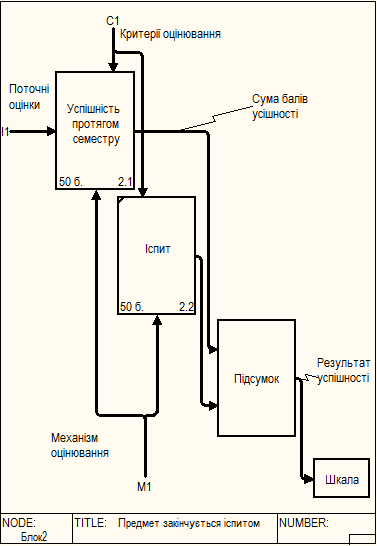 C1
Критерії оцінювання
Поточні
оцінки
I1
Успішність
протягом
семестру
50 б. 2.1
Сума балів
усішності
Іспит
50 б. 2.2
Підсумок
Результат
успішності
Шкала
Механізм
оцінювання
M1
NODE: TITLE: Предмет закінчується іспитом NUMBER:
Блок2